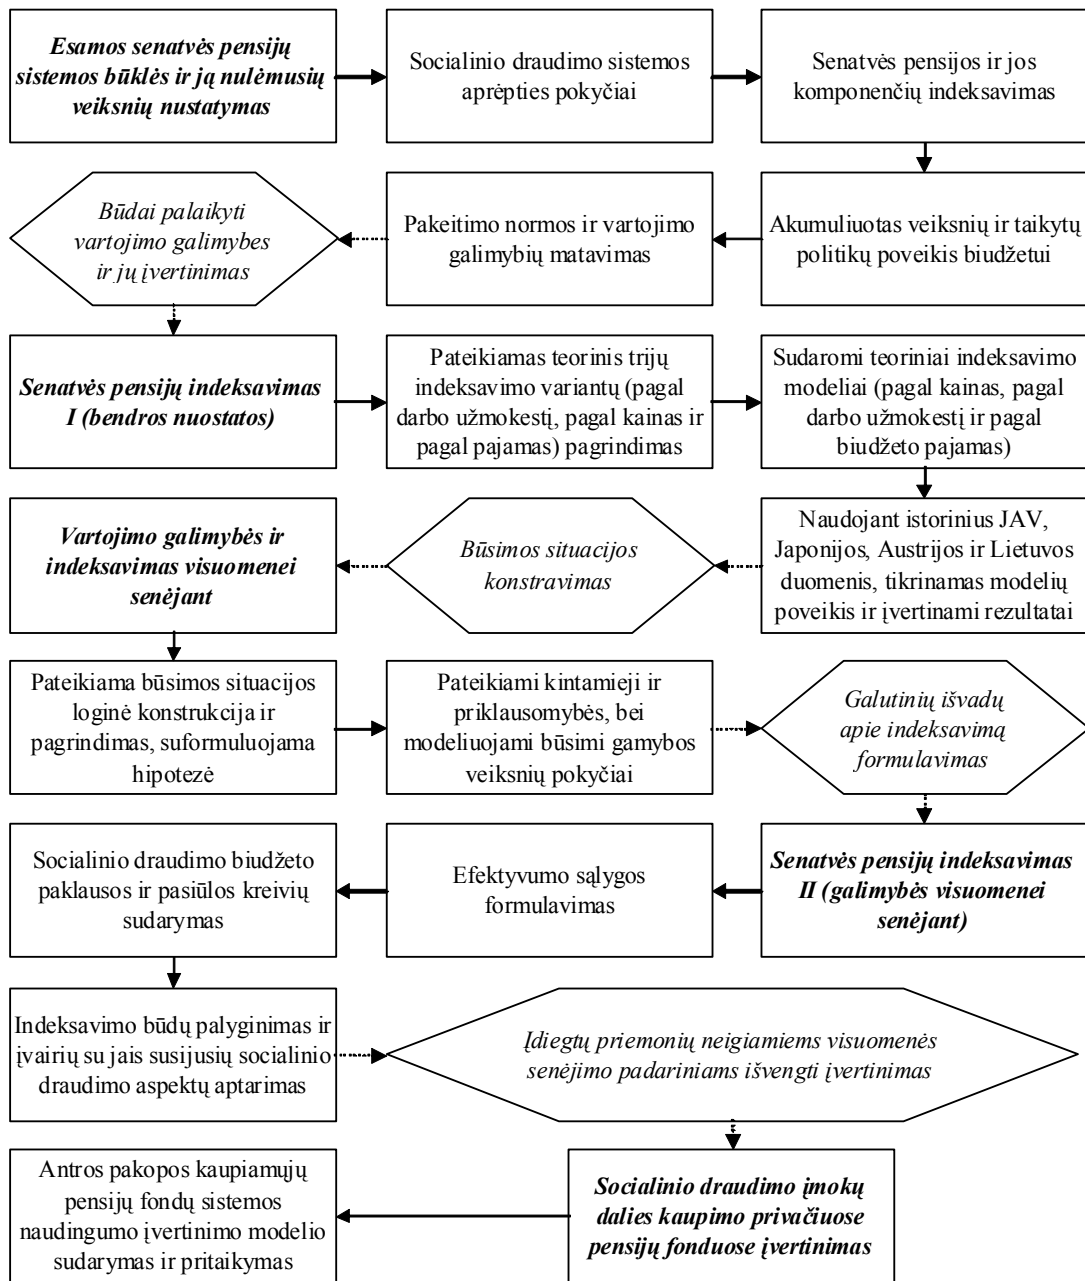 Esamos senatvės pensijų
sistemos būklės ir ją nulėmusių
veiksnių nustatymas
Socialinio draudimo sistemos
aprėpties pokyčiai
Senatvės pensijos ir jos
komponenčių indeksavimas
Būdai palaikyti
vartojimo galimybes
ir jų įvertinimas
Pakeitimo normos ir vartojimo
galimybių matavimas
Akumuliuotas veiksnių ir taikytų
politikų poveikis biudžetui
Senatvės pensijų indeksavimas
I (bendros nuostatos)
Pateikiamas teorinis trijų
indeksavimo variantų (pagal
darbo užmokestį, pagal kainas ir
pagal pajamas) pagrindimas
Sudaromi teoriniai indeksavimo
modeliai (pagal kainas, pagal
darbo užmokestį ir pagal
biudžeto pajamas)
Vartojimo galimybės ir
indeksavimas visuomenei
senėjant
Būsimos situacijos
konstravimas
Naudojant istorinius JAV,
Japonijos, Austrijos ir Lietuvos
duomenis, tikrinamas modelių
poveikis ir įvertinami rezultatai
Pateikiama būsimos situacijos
loginė konstrukcija ir
pagrindimas, suformuluojama
hipotezė
Pateikiami kintamieji ir
priklausomybės, bei
modeliuojami būsimi gamybos
veiksnių pokyčiai
Galutinių išvadų
apie indeksavimą
formulavimas
Socialinio draudimo biudžeto
paklausos ir pasiūlos kreivių
sudarymas
Efektyvumo sąlygos
formulavimas
Senatvės pensijų indeksavimas
II (galimybės visuomenei
senėjant)
Indeksavimo būdų palyginimas ir
įvairių su jais susijusių socialinio
draudimo aspektų aptarimas
Įdiegtų priemonių neigiamiems visuomenės
senėjimo padariniams išvengti įvertinimas
Antros pakopos kaupiamųjų
pensijų fondų sistemos
naudingumo įvertinimo modelio
sudarymas ir pritaikymas
Socialinio draudimo įmokų
dalies kaupimo privačiuose
pensijų fonduose įvertinimas